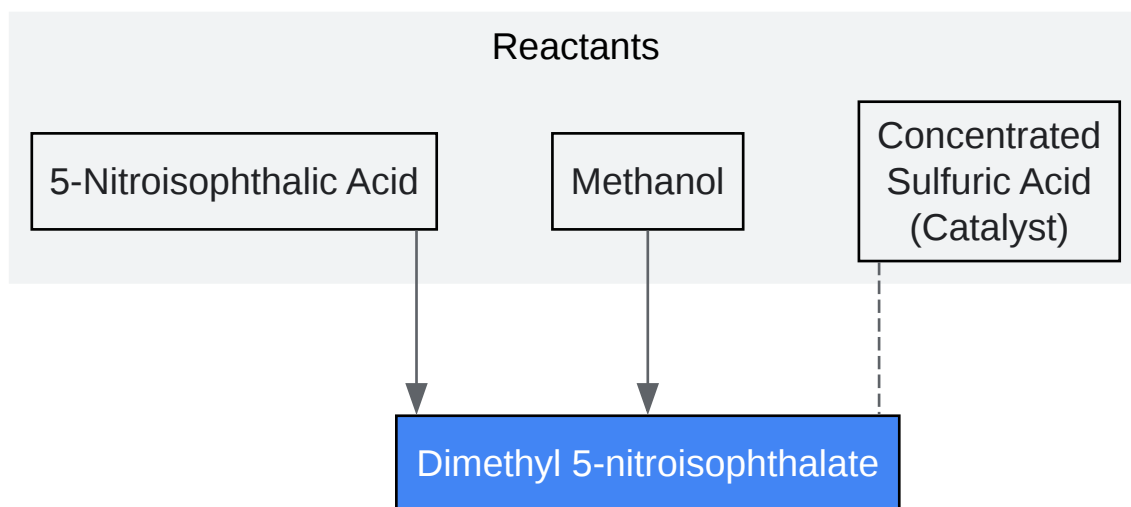 Reactants
5-Nitroisophthalic Acid
Methanol
Concentrated
Sulfuric Acid
(Catalyst)
Dimethyl 5-nitroisophthalate